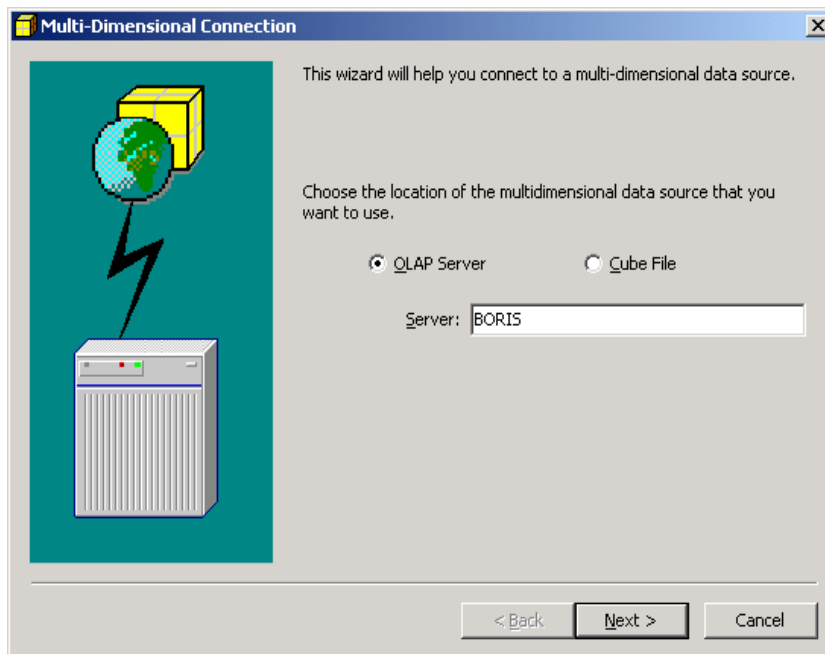 Multi-Dimensional Connection
This wizard will help you connect to a multi-dimensional data source.
Choose the location of the multidimensional data source that you
want to use.
OLAP Server Cube File
Server: BORIS
< Back Next > Cancel